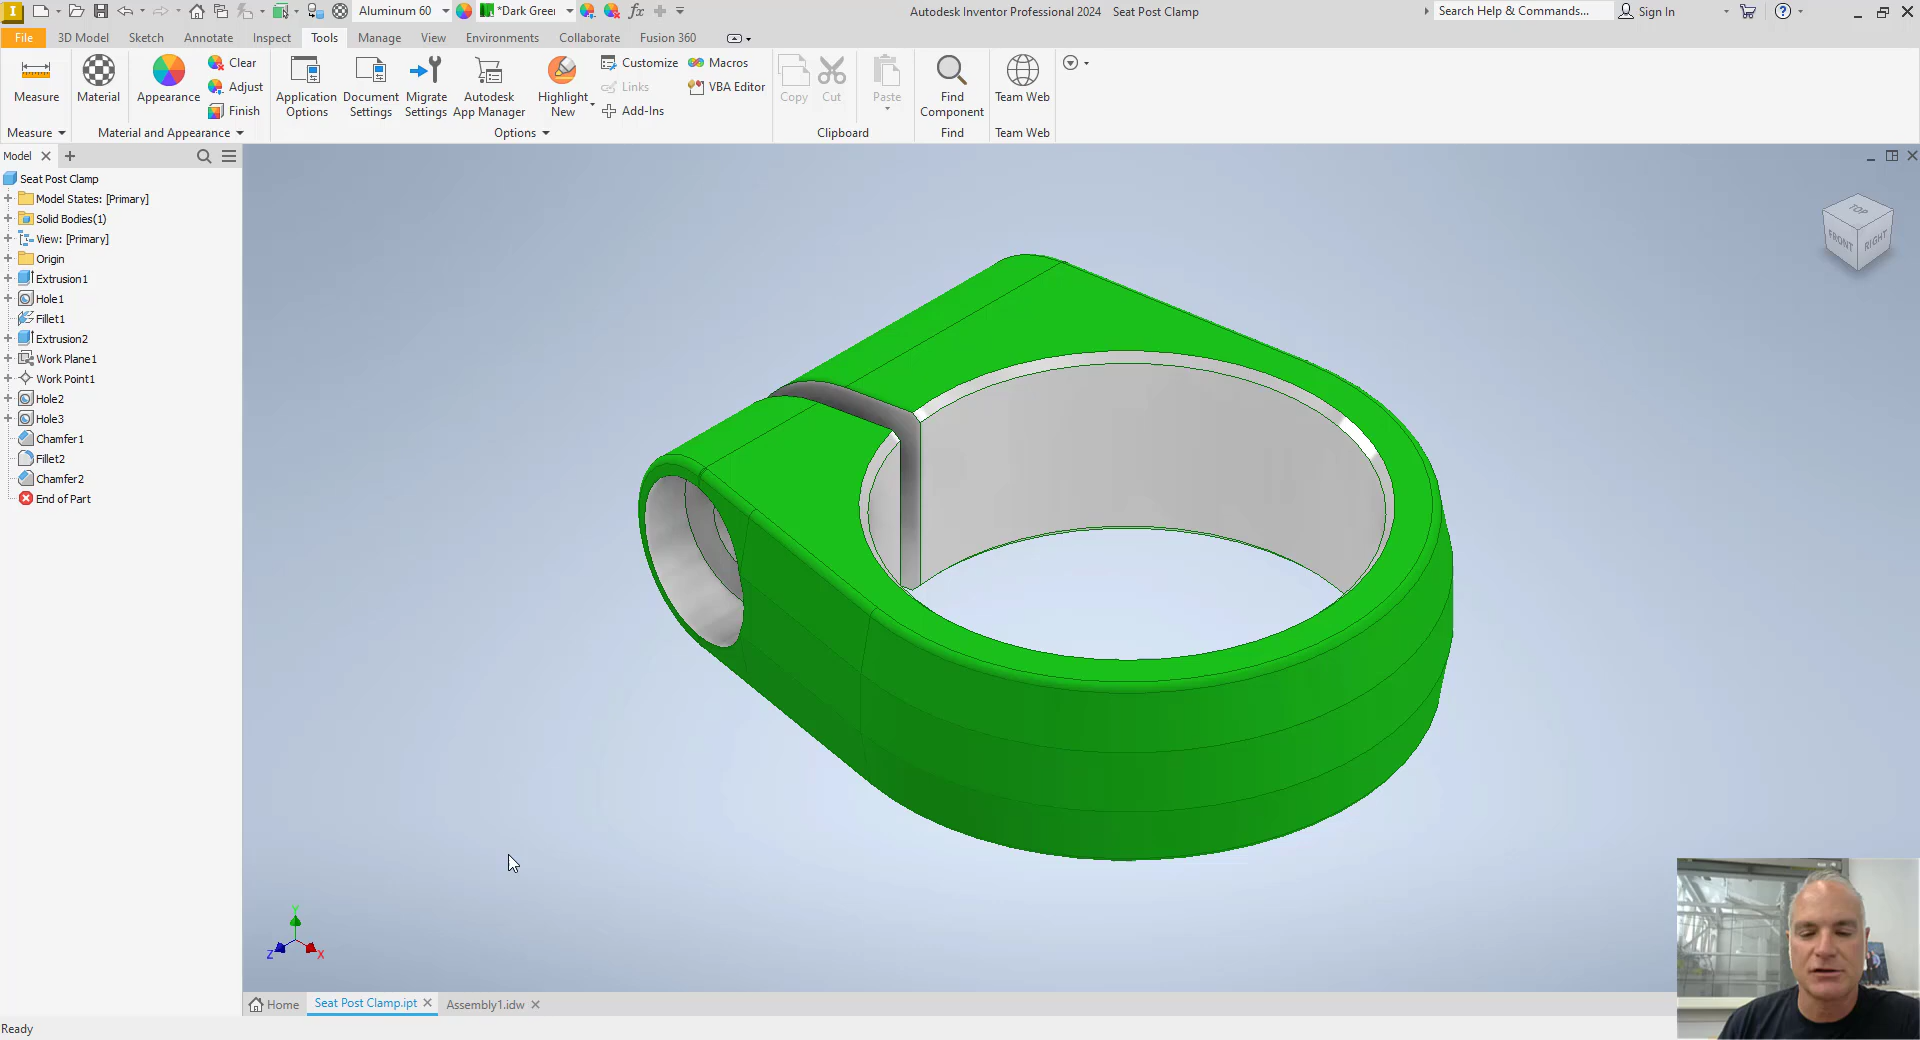 I Aluminum 60 *Dark Greer fx Autodesk Inventor Professional 2024 Seat Post Clamp Search Help & Commands... Sign In
File 3D Model Sketch Annotate Inspect Tools Manage View Environments Collaborate Fusion 360
Measure Material Appearance Clear Adjust Finish
Application Options Document Settings Migrate Settings Autodesk App Manager Highlight New
Customize Links Add-Ins Macros VBA Editor
Copy Cut Paste Find Component Team Web
Measure Material and Appearance Options Clipboard Find Team Web
Model
Seat Post Clamp
Model States: [Primary]
Solid Bodies(1)
View: [Primary]
Origin
Extrusion1
Hole1
Fillet1
Extrusion2
Work Plane1
Work Point1
Hole2
Hole3
Chamfer1
Fillet2
Chamfer2
End of Part
TOP
FRONT RIGHT
Y
Z X
Home Seat Post Clamp.ipt Assembly1.idw
Ready